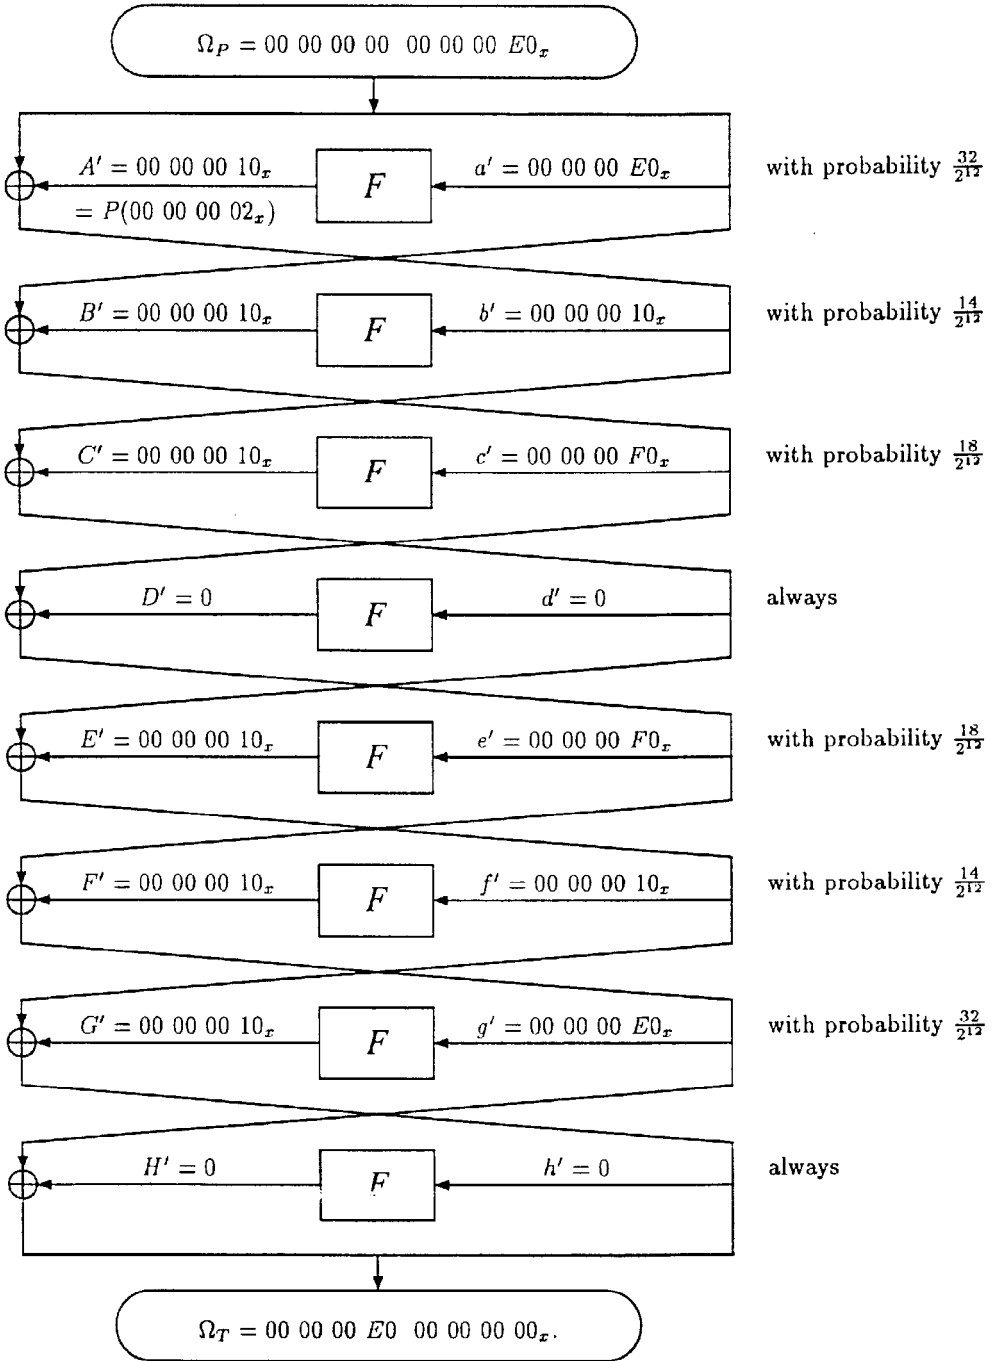 Ω_P = 00 00 00 00 00 00 00 E0_x
A' = 00 00 00 10_x F a' = 00 00 00 E0_x with probability 32/2^12
= P(00 00 00 02_x)
B' = 00 00 00 10_x F b' = 00 00 00 10_x with probability 14/2^12
C' = 00 00 00 10_x F c' = 00 00 00 F0_x with probability 18/2^12
D' = 0 F d' = 0 always
E' = 00 00 00 10_x F e' = 00 00 00 F0_x with probability 18/2^12
F' = 00 00 00 10_x F f' = 00 00 00 10_x with probability 14/2^12
G' = 00 00 00 10_x F g' = 00 00 00 E0_x with probability 32/2^12
H' = 0 F h' = 0 always
Ω_T = 00 00 00 E0 00 00 00 00_x.